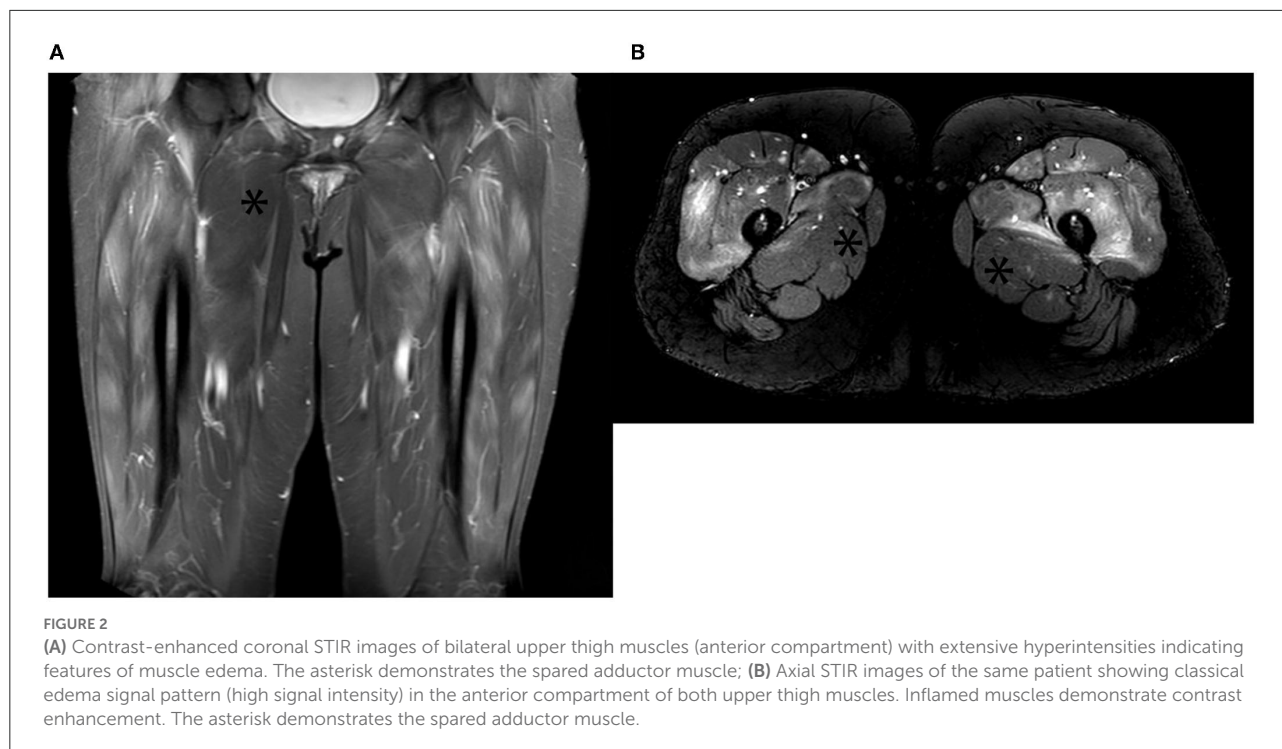 A
B
*
*
*
FIGURE 2
(A) Contrast-enhanced coronal STIR images of bilateral upper thigh muscles (anterior compartment) with extensive hyperintensities indicating
features of muscle edema. The asterisk demonstrates the spared adductor muscle; (B) Axial STIR images of the same patient showing classical
edema signal pattern (high signal intensity) in the anterior compartment of both upper thigh muscles. Inflamed muscles demonstrate contrast
enhancement. The asterisk demonstrates the spared adductor muscle.